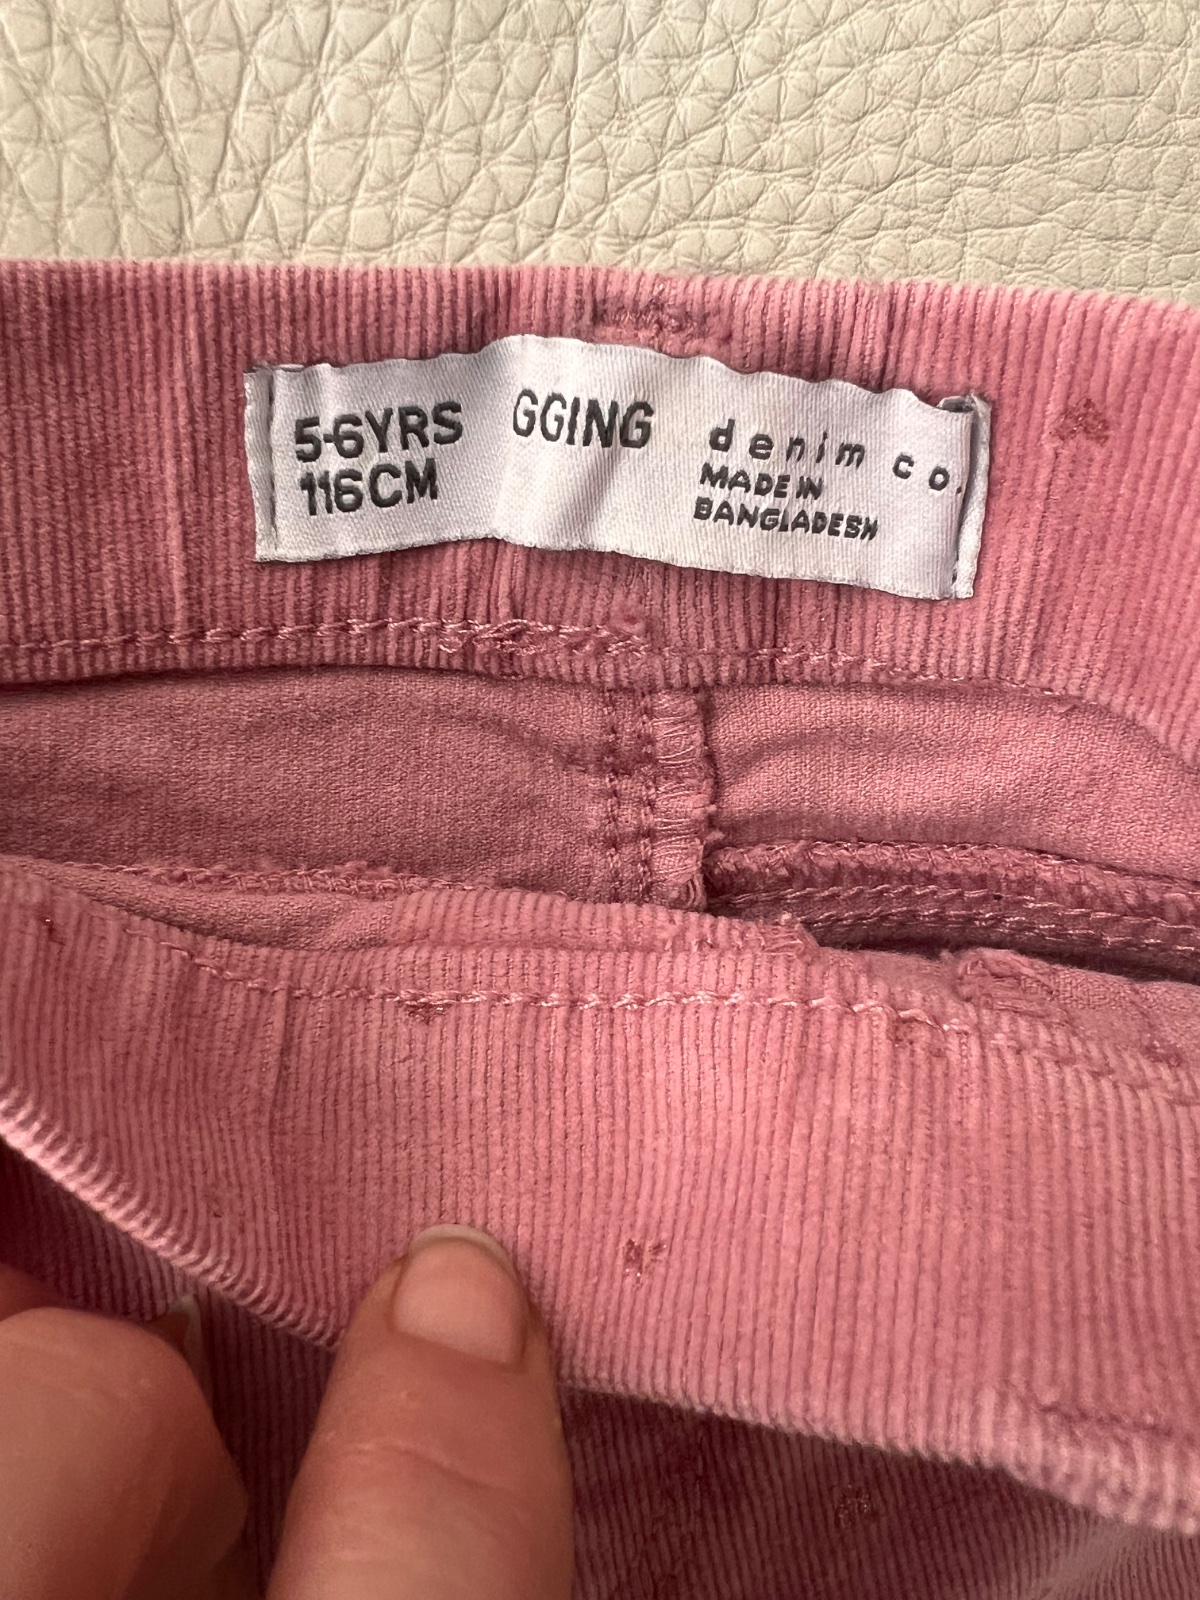 5-6YRS
116CM
GGING
denim co.
MADE IN
BANGLADESH